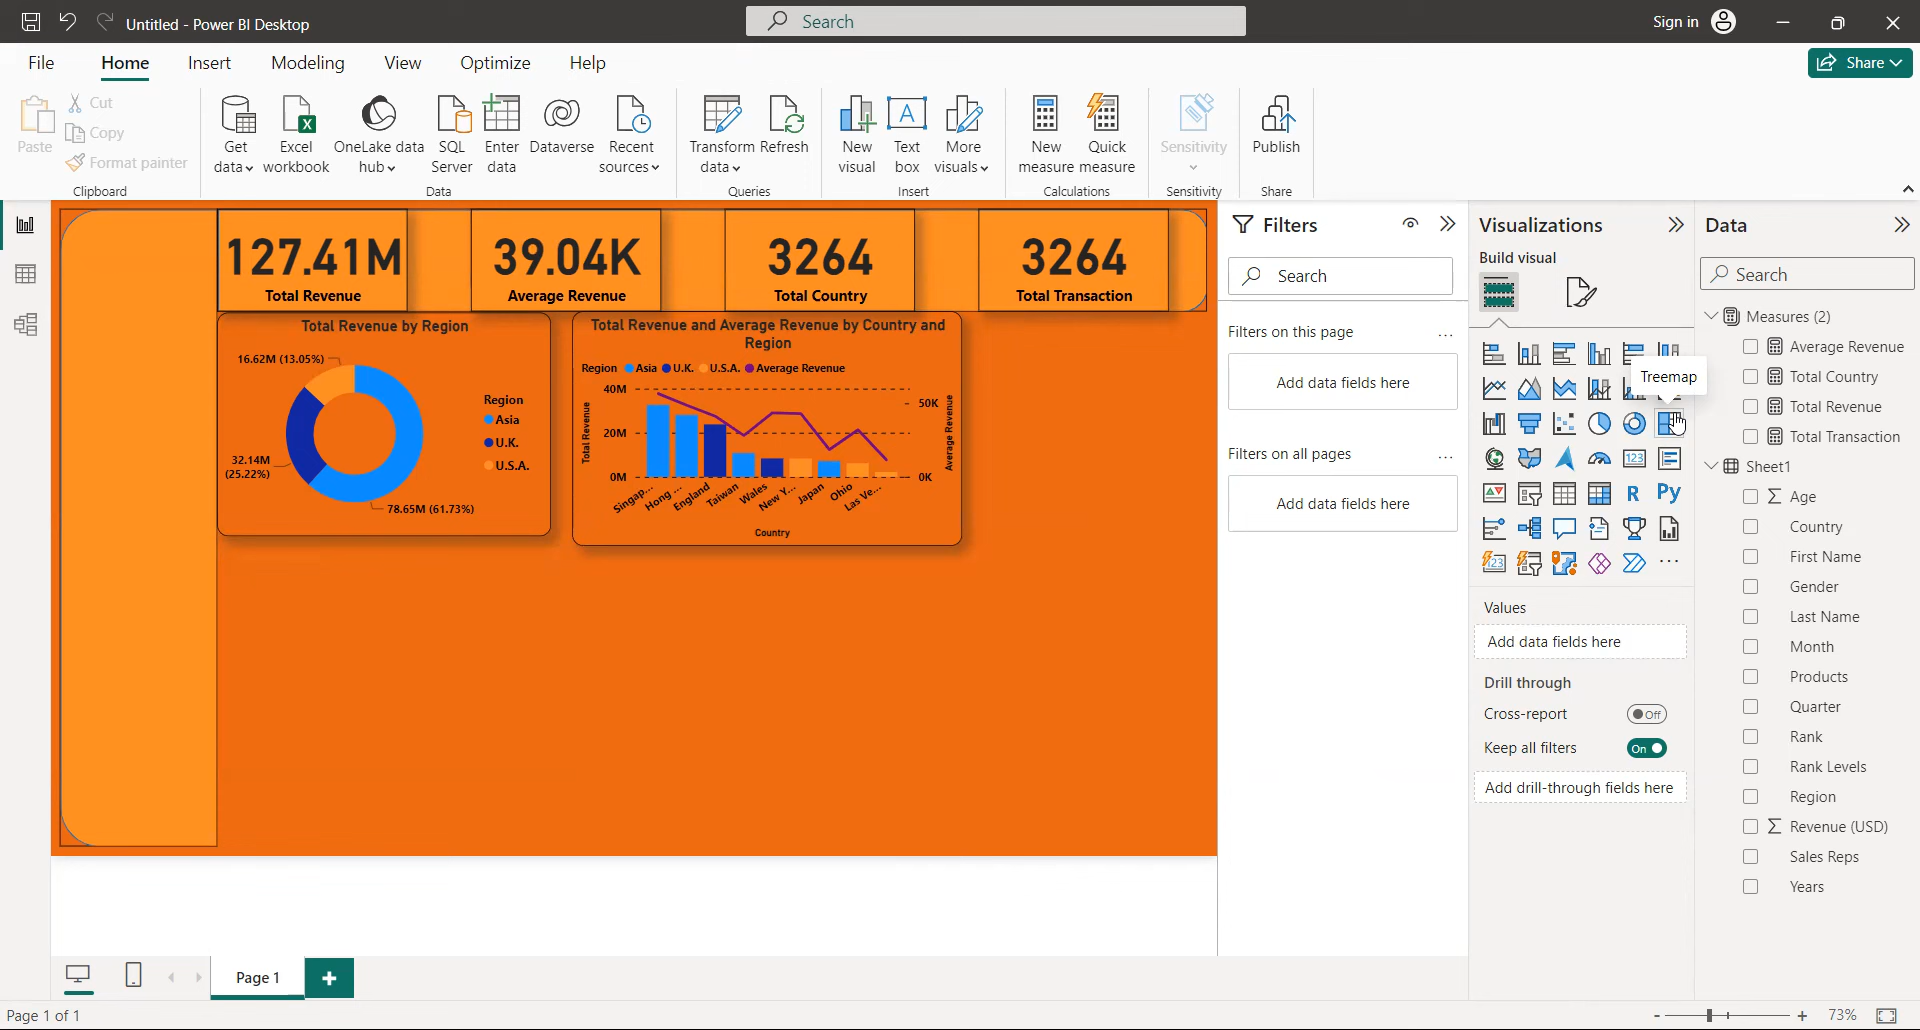 Untitled - Power BI Desktop
Search
Sign in
File
Home
Insert
Modeling
View
Optimize
Help
Share
Paste
Cut
Copy
Format painter
Clipboard
Get data
Excel workbook
OneLake data hub
SQL Server
Enter data
Dataverse
Recent sources
Data
Transform data
Refresh
Queries
New visual
Text box
More visuals
Insert
New measure
Quick measure
Calculations
Sensitivity
Sensitivity
Publish
Share
127.41M
Total Revenue
39.04K
Average Revenue
3264
Total Country
3264
Total Transaction
Total Revenue by Region
16.62M (13.05%)
32.14M
(25.22%)
78.65M (61.73%)
Region
Asia
U.K.
U.S.A.
Total Revenue and Average Revenue by Country and
Region
Region Asia U.K. U.S.A. Average Revenue
Total Revenue
40M
20M
0M
50K
0K
Average Revenue
Singap...
Hong ...
England
Taiwan
Wales
New Y...
Japan
Ohio
Las Ve...
Country
Filters
Search
Filters on this page
...
Add data fields here
Filters on all pages
...
Add data fields here
Visualizations
Build visual
Treemap
123
R
Py
123
...
Values
Add data fields here
Drill through
Cross-report
Off
Keep all filters
On
Add drill-through fields here
Data
Search
Measures (2)
Average Revenue
Total Country
Total Revenue
Total Transaction
Sheet1
Σ Age
Country
First Name
Gender
Last Name
Month
Products
Quarter
Rank
Rank Levels
Region
Σ Revenue (USD)
Sales Reps
Years
Page 1
+
Page 1 of 1
- + 73%